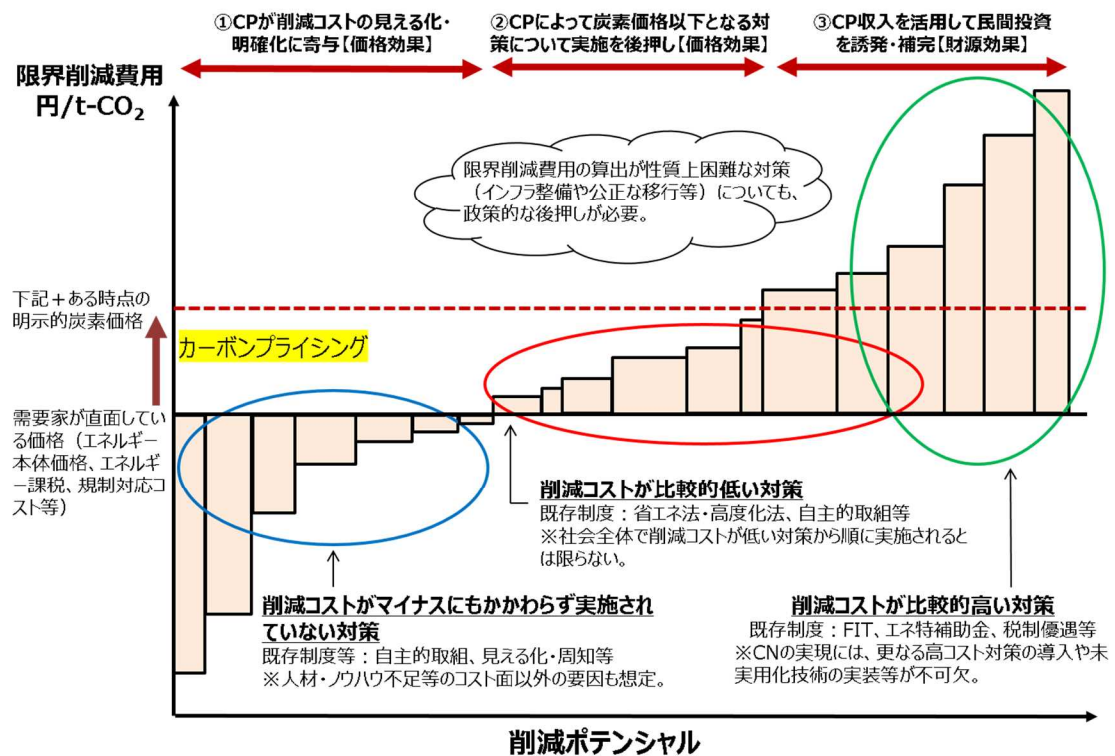 ①CPが削減コストの見える化・
明確化に寄与【価格効果】
②CPによって炭素価格以下となる対
策について実施を後押し【価格効果】
③CP収入を活用して民間投資
を誘発・補完【財源効果】
限界削減費用
円/t-CO₂
限界削減費用の算出が性質上困難な対策
（インフラ整備や公正な移行等）についても、
政策的な後押しが必要。
下記＋ある時点の
明示的炭素価格
カーボンプライシング
需要家が直面してい
る価格（エネルギー
本体価格、エネルギ
ー課税、規制対応コ
スト等）
削減コストが比較的低い対策
既存制度：省エネ法・高度化法、自主的取組等
※社会全体で削減コストが低い対策から順に実施されると
は限らない。
削減コストがマイナスにもかかわらず実施され
ていない対策
既存制度等：自主的取組、見える化・周知等
※人材・ノウハウ不足等のコスト面以外の要因も想定。
削減コストが比較的高い対策
既存制度：FIT、エネ特補助金、税制優遇等
※CNの実現には、更なる高コスト対策の導入や未
実用化技術の実装等が不可欠。
削減ポテンシャル